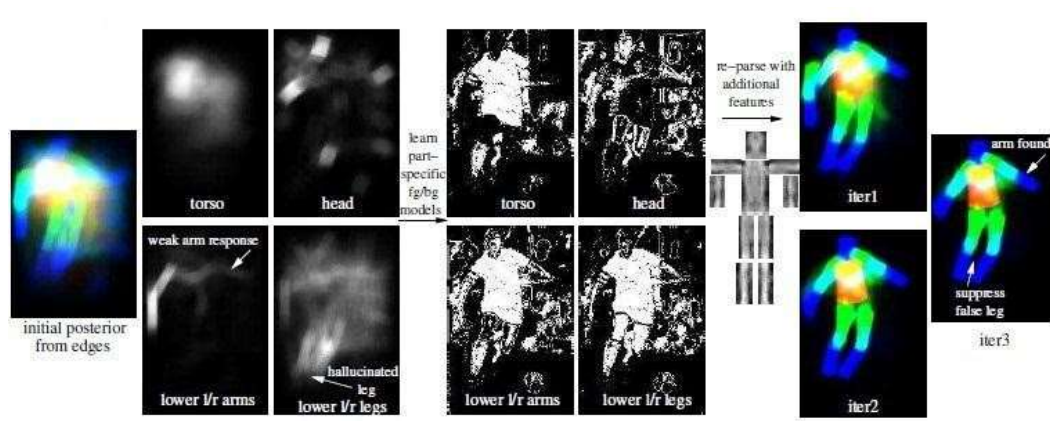 initial posterior
from edges
torso
head
weak arm response
lower l/r arms
hallucinated
leg
lower l/r legs
learn
part–
specific
fg/bg
models
torso
head
lower l/r arms
lower l/r legs
re–parse with
additional
features
iter1
iter2
arm found
suppress
false leg
iter3